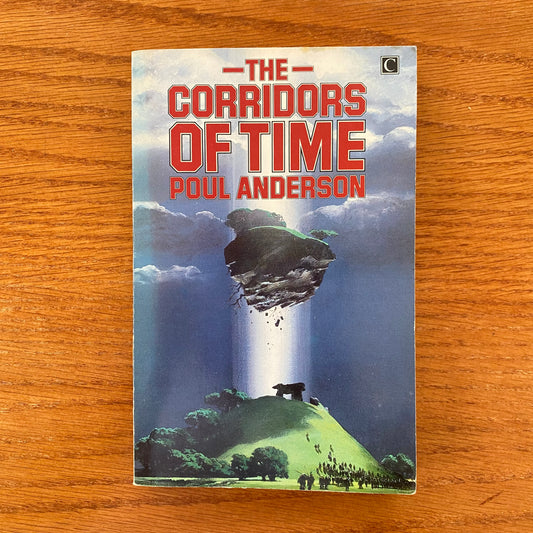 THE
C
CORRIDORS
OF TIME
POUL ANDERSON